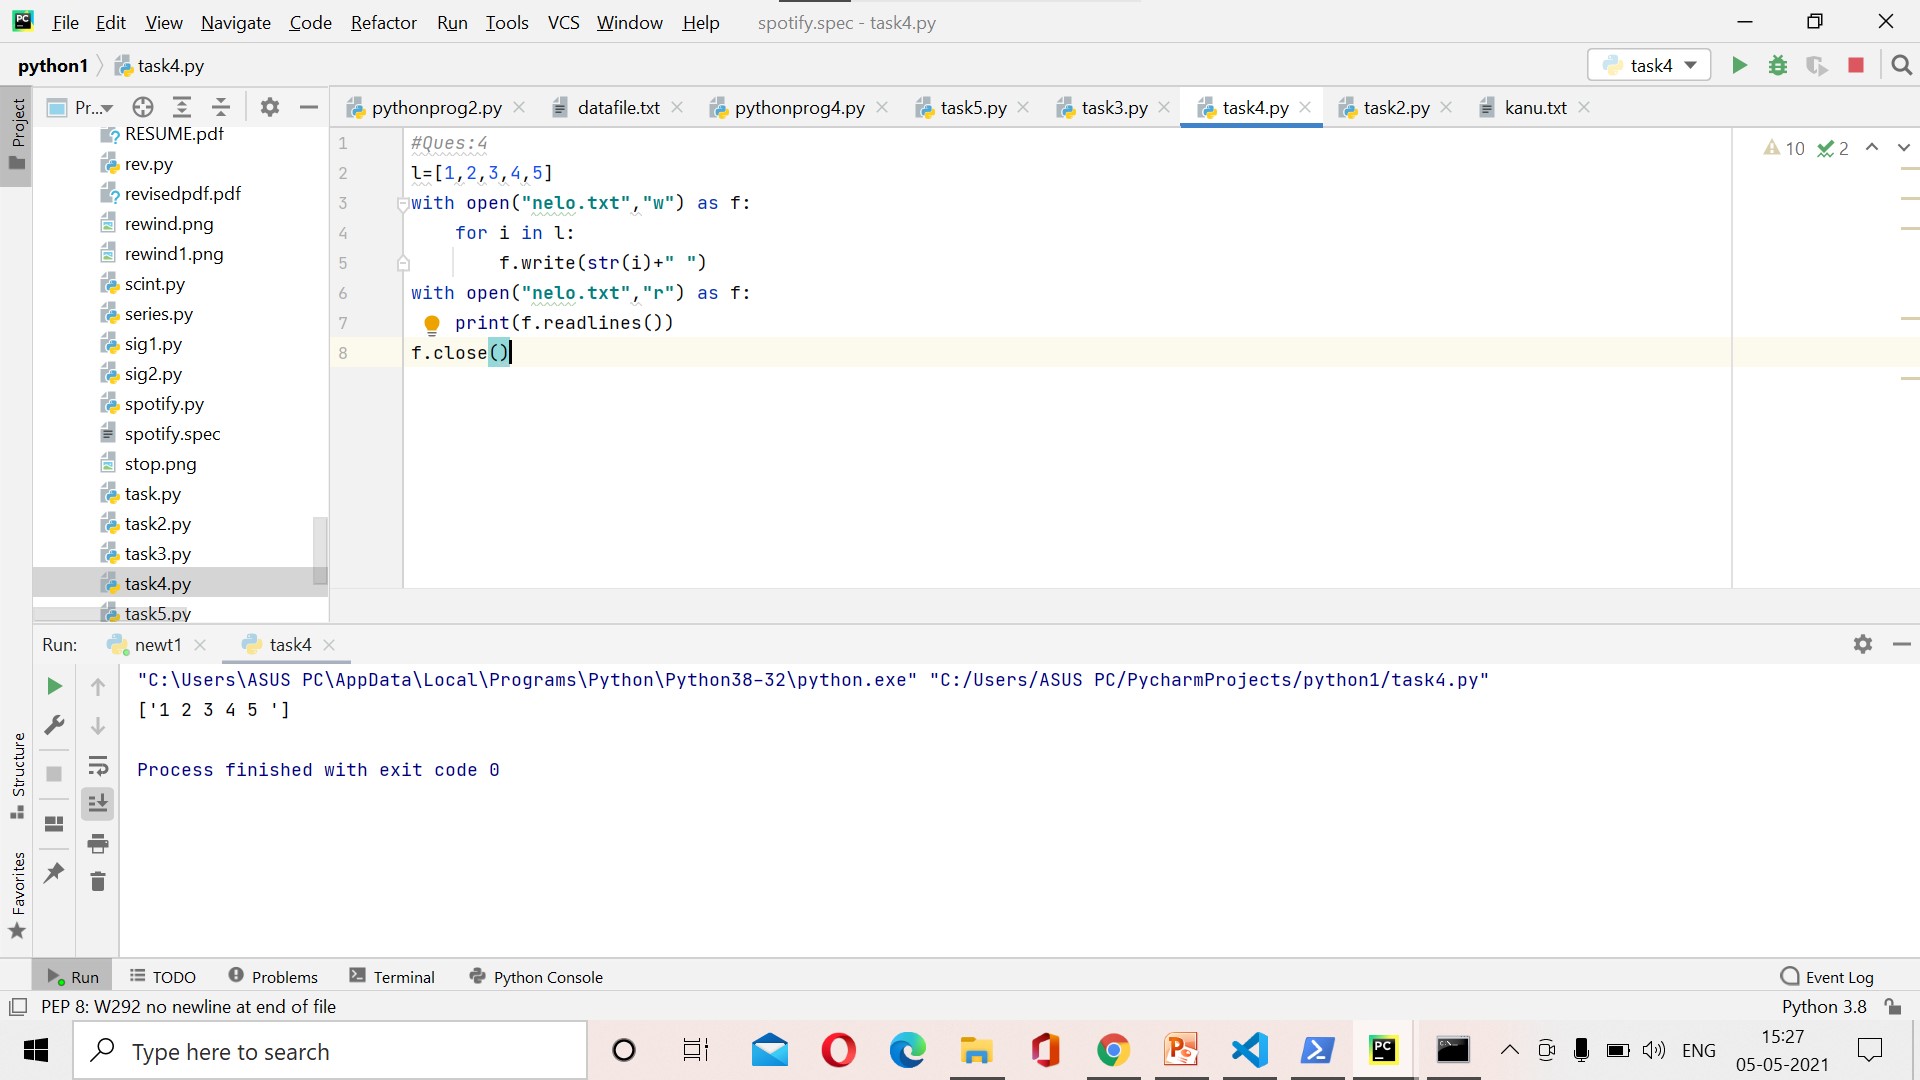 PC File Edit View Navigate Code Refactor Run Tools VCS Window Help spotify.spec - task4.py
python1 task4.py task4
Project Pr... pythonprog2.py datafile.txt pythonprog4.py task5.py task3.py task4.py task2.py kanu.txt
RESUME.pdf
rev.py
revisedpdf.pdf
rewind.png
rewind1.png
scint.py
series.py
sig1.py
sig2.py
spotify.py
spotify.spec
stop.png
task.py
task2.py
task3.py
task4.py
task5.py
1 #Ques:4
2 l=[1,2,3,4,5]
3 with open("nelo.txt","w") as f:
4 for i in l:
5 f.write(str(i)+" ")
6 with open("nelo.txt","r") as f:
7 print(f.readlines())
8 f.close()
10 2
Run: newt1 task4
"C:\Users\ASUS PC\AppData\Local\Programs\Python\Python38-32\python.exe" "C:/Users/ASUS PC/PycharmProjects/python1/task4.py"
['1 2 3 4 5 ']
Process finished with exit code 0
Structure
Favorites
Run TODO Problems Terminal Python Console Event Log
PEP 8: W292 no newline at end of file Python 3.8
Type here to search PC ENG 15:27
05-05-2021